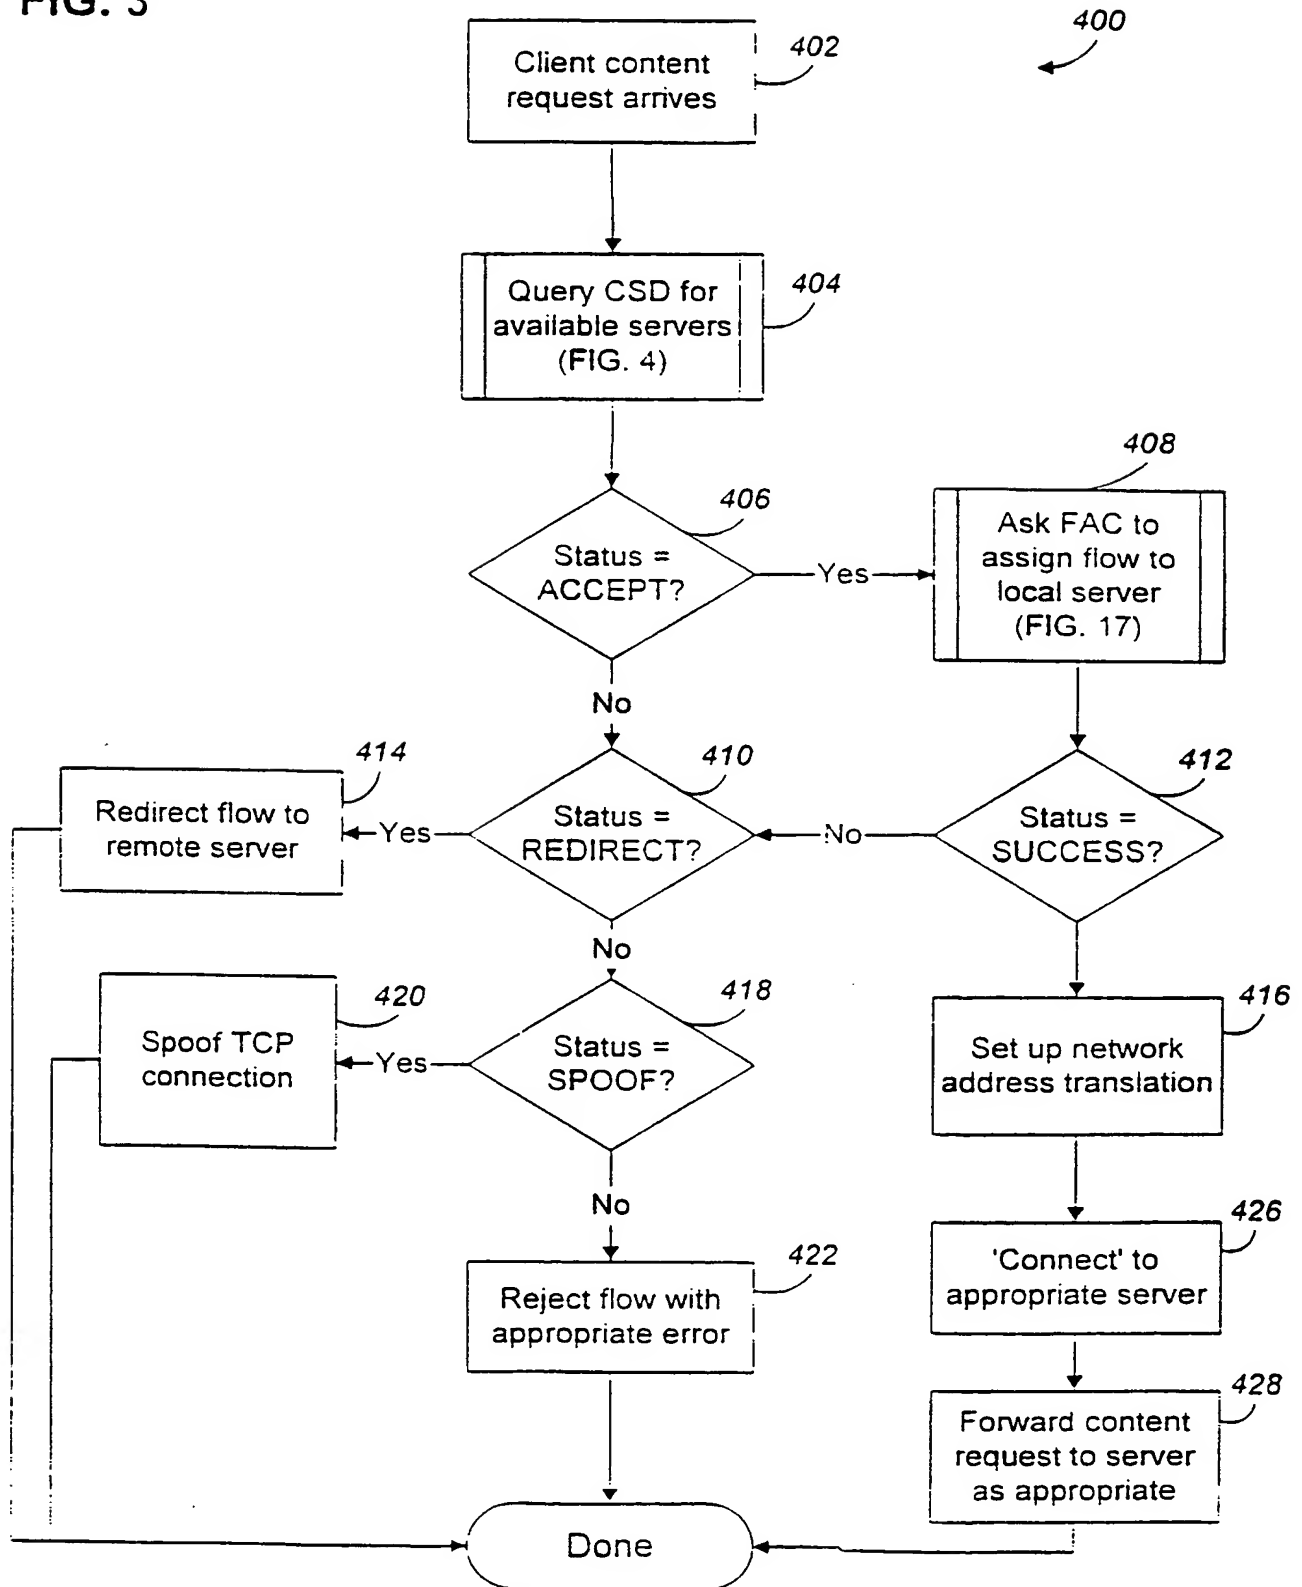 FIG. 3
400
Client content
request arrives
402
Query CSD for
available servers
(FIG. 4)
404
406
Status =
ACCEPT?
Yes
408
Ask FAC to
assign flow to
local server
(FIG. 17)
No
414
Redirect flow to
remote server
Yes
410
Status =
REDIRECT?
No
412
Status =
SUCCESS?
No
420
Spoof TCP
connection
Yes
418
Status =
SPOOF?
416
Set up network
address translation
No
422
Reject flow with
appropriate error
426
'Connect' to
appropriate server
428
Forward content
request to server
as appropriate
Done